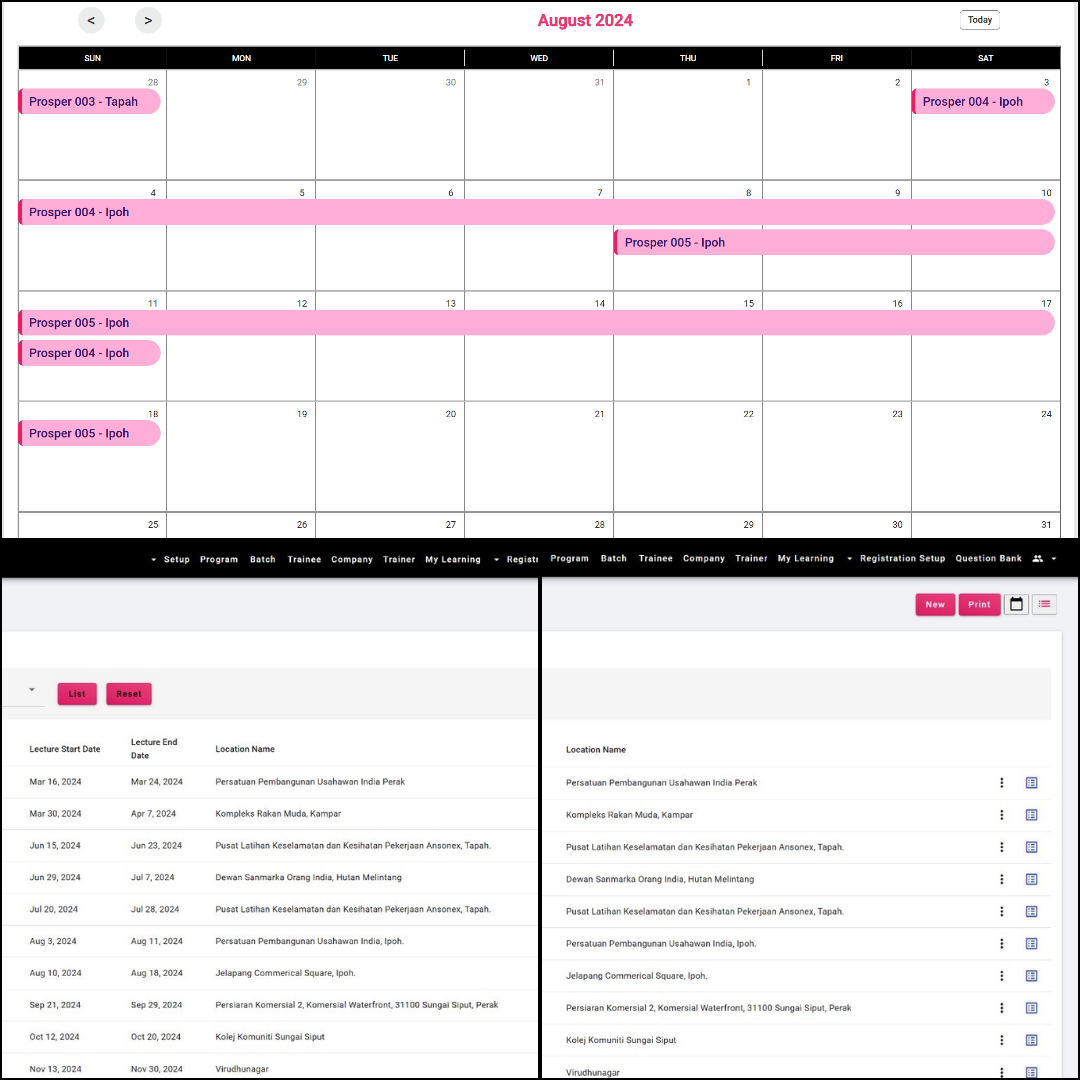 < > August 2024 Today
SUN MON TUE WED THU FRI SAT
28 29 30 31 1 2 3
Prosper 003 - Tapah Prosper 004 - Ipoh
4 5 6 7 8 9 10
Prosper 004 - Ipoh
Prosper 005 - Ipoh
11 12 13 14 15 16 17
Prosper 005 - Ipoh
Prosper 004 - Ipoh
18 19 20 21 22 23 24
Prosper 005 - Ipoh
25 26 27 28 29 30 31
Setup Program Batch Trainee Company Trainer My Learning Registr
List Reset
Lecture Start Date Lecture End Date Location Name
Mar 16, 2024 Mar 24, 2024 Persatuan Pembangunan Usahawan India Perak
Mar 30, 2024 Apr 7, 2024 Kompleks Rakan Muda, Kampar
Jun 15, 2024 Jun 23, 2024 Pusat Latihan Keselamatan dan Kesihatan Pekerjaan Ansonex, Tapah.
Jun 29, 2024 Jul 7, 2024 Dewan Sanmarka Orang India, Hutan Melintang
Jul 20, 2024 Jul 28, 2024 Pusat Latihan Keselamatan dan Kesihatan Pekerjaan Ansonex, Tapah.
Aug 3, 2024 Aug 11, 2024 Persatuan Pembangunan Usahawan India, Ipoh.
Aug 10, 2024 Aug 18, 2024 Jelapang Commerical Square, Ipoh.
Sep 21, 2024 Sep 29, 2024 Persiaran Komersial 2, Komersial Waterfront, 31100 Sungai Siput, Perak
Oct 12, 2024 Oct 20, 2024 Kolej Komuniti Sungai Siput
Nov 13, 2024 Nov 30, 2024 Virudhunagar
Program Batch Trainee Company Trainer My Learning Registration Setup Question Bank
New Print
Location Name
Persatuan Pembangunan Usahawan India Perak
Kompleks Rakan Muda, Kampar
Pusat Latihan Keselamatan dan Kesihatan Pekerjaan Ansonex, Tapah.
Dewan Sanmarka Orang India, Hutan Melintang
Pusat Latihan Keselamatan dan Kesihatan Pekerjaan Ansonex, Tapah.
Persatuan Pembangunan Usahawan India, Ipoh.
Jelapang Commerical Square, Ipoh.
Persiaran Komersial 2, Komersial Waterfront, 31100 Sungai Siput, Perak
Kolej Komuniti Sungai Siput
Virudhunagar